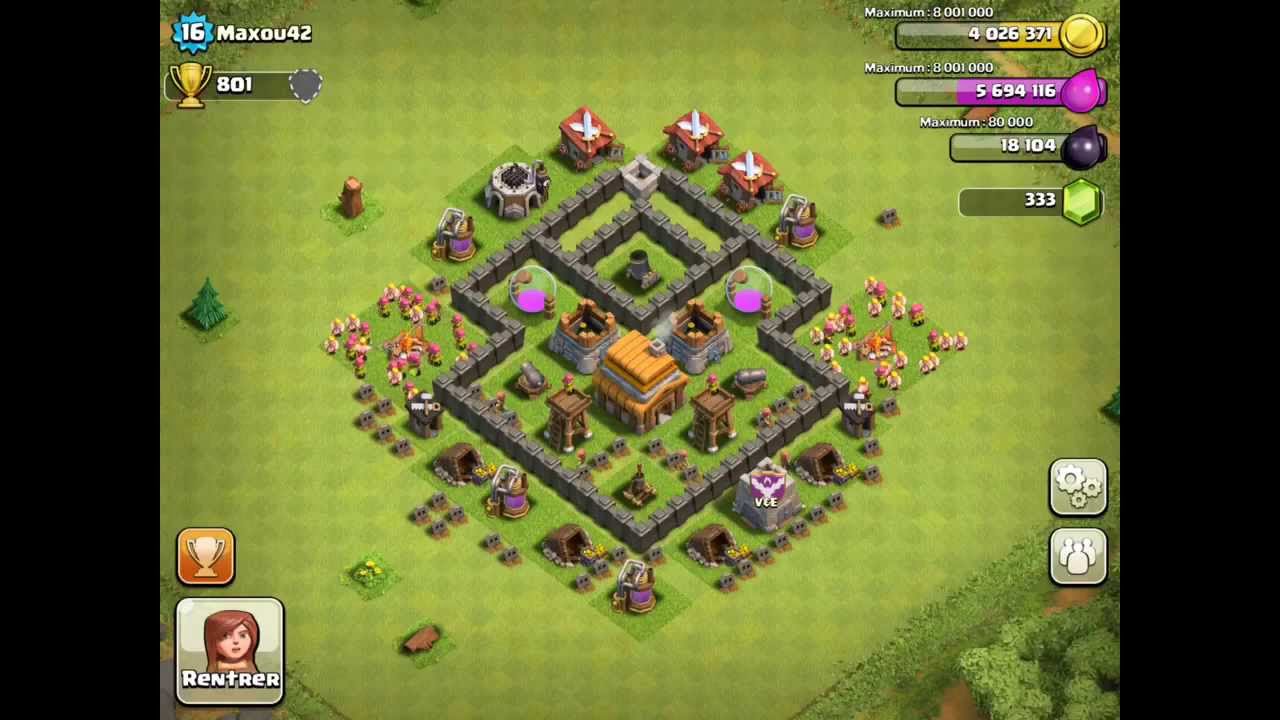 16 Maxou42
801
Maximum : 8 001 000
4 026 371
Maximum : 8 001 000
5 694 116
Maximum : 80 000
18 104
333
V&E
Rentrer